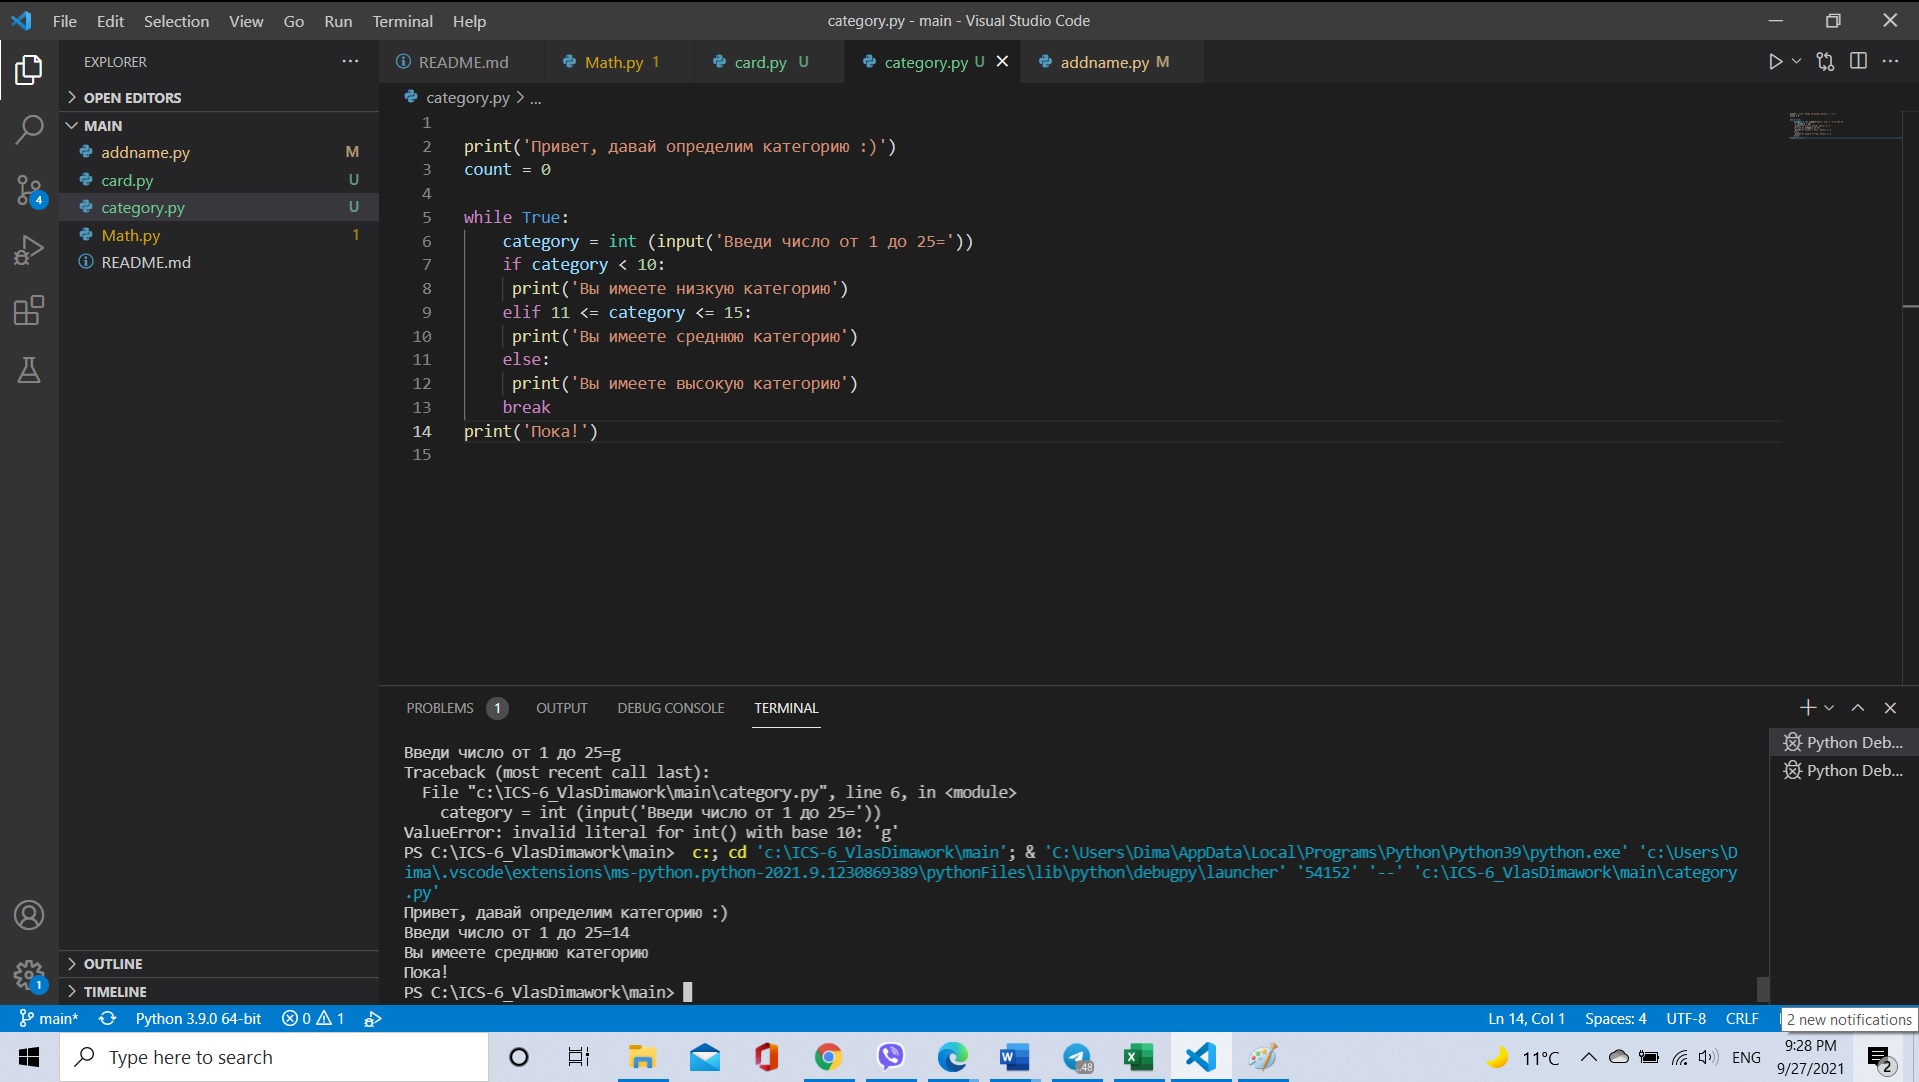 File Edit Selection View Go Run Terminal Help
category.py - main - Visual Studio Code
EXPLORER
OPEN EDITORS
MAIN
addname.py M
card.py U
category.py U
Math.py 1
README.md
4
README.md Math.py 1 card.py U category.py U addname.py M
category.py > ...
1
2 print('Привет, давай определим категорию :)')
3 count = 0
4
5 while True:
6 category = int (input('Введи число от 1 до 25='))
7 if category < 10:
8 print('Вы имеете низкую категорию')
9 elif 11 <= category <= 15:
10 print('Вы имеете среднюю категорию')
11 else:
12 print('Вы имеете высокую категорию')
13 break
14 print('Пока!')
15
PROBLEMS 1 OUTPUT DEBUG CONSOLE TERMINAL
Введи число от 1 до 25=g
Traceback (most recent call last):
File "c:\ICS-6_VlasDimawork\main\category.py", line 6, in <module>
category = int (input('Введи число от 1 до 25='))
ValueError: invalid literal for int() with base 10: 'g'
PS C:\ICS-6_VlasDimawork\main> c:; cd 'c:\ICS-6_VlasDimawork\main'; & 'C:\Users\Dima\AppData\Local\Programs\Python\Python39\python.exe' 'c:\Users\D
ima\.vscode\extensions\ms-python.python-2021.9.1230869389\pythonFiles\lib\python\debugpy\launcher' '54152' '--' 'c:\ICS-6_VlasDimawork\main\category
.py'
Привет, давай определим категорию :)
Введи число от 1 до 25=14
Вы имеете среднюю категорию
Пока!
PS C:\ICS-6_VlasDimawork\main>
Python Deb...
Python Deb...
OUTLINE
TIMELINE
1
main* Python 3.9.0 64-bit 0 1
Ln 14, Col 1 Spaces: 4 UTF-8 CRLF
2 new notifications
Type here to search
48
11°C ENG
9:28 PM
9/27/2021
2